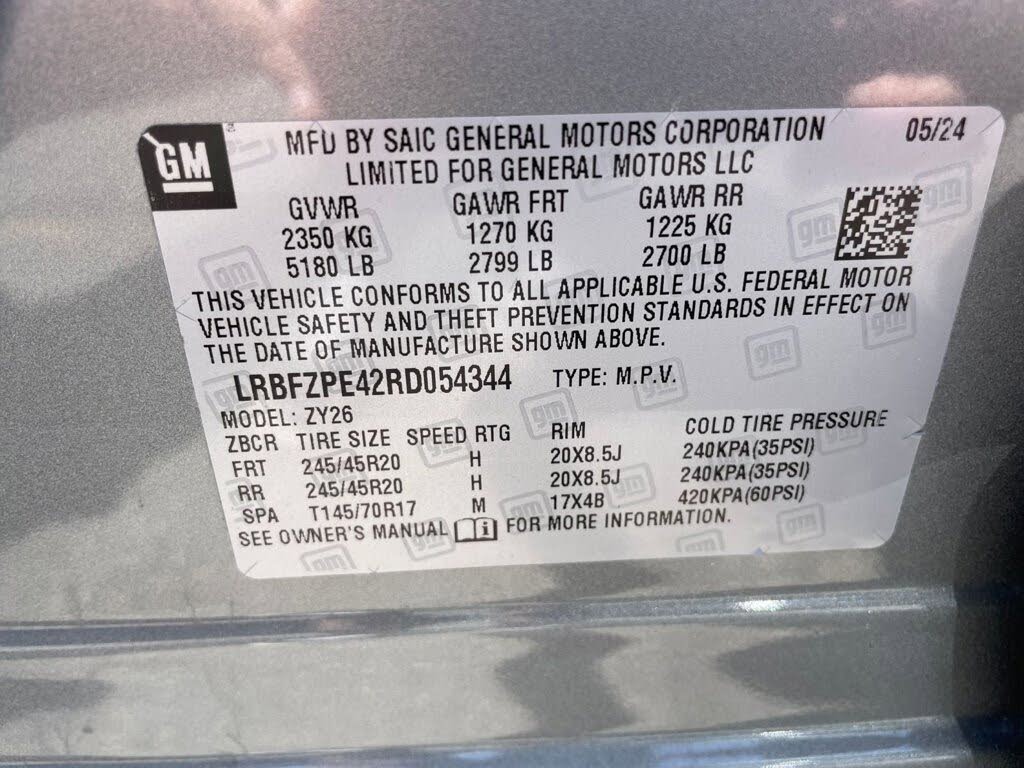 GM
MFD BY SAIC GENERAL MOTORS CORPORATION 05/24
LIMITED FOR GENERAL MOTORS LLC
GVWR GAWR FRT GAWR RR
2350 KG 1270 KG 1225 KG
5180 LB 2799 LB 2700 LB
THIS VEHICLE CONFORMS TO ALL APPLICABLE U.S. FEDERAL MOTOR
VEHICLE SAFETY AND THEFT PREVENTION STANDARDS IN EFFECT ON
THE DATE OF MANUFACTURE SHOWN ABOVE.
LRBFZPE42RD054344 TYPE: M.P.V.
MODEL: ZY26
ZBCR TIRE SIZE SPEED RTG RIM COLD TIRE PRESSURE
FRT 245/45R20 H 20X8.5J 240KPA(35PSI)
RR 245/45R20 H 20X8.5J 240KPA(35PSI)
SPA T145/70R17 M 17X4B 420KPA(60PSI)
SEE OWNER'S MANUAL FOR MORE INFORMATION.